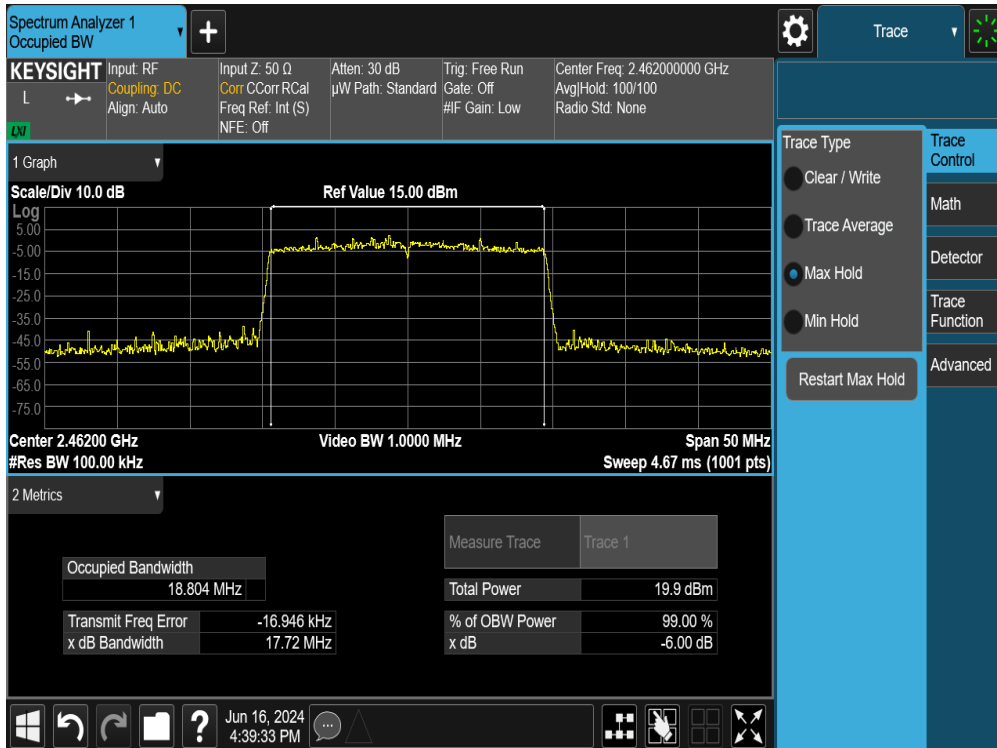 Spectrum Analyzer 1
Occupied BW
+
Trace
KEYSIGHT
L
LXI
Input: RF
Coupling: DC
Align: Auto
Input Z: 50 Ω
Corr CCorr RCal
Freq Ref: Int (S)
NFE: Off
Atten: 30 dB
µW Path: Standard
Trig: Free Run
Gate: Off
#IF Gain: Low
Center Freq: 2.462000000 GHz
Avg|Hold: 100/100
Radio Std: None
1 Graph
Scale/Div 10.0 dB
Ref Value 15.00 dBm
Log
5.00
-5.00
-15.0
-25.0
-35.0
-45.0
-55.0
-65.0
-75.0
Center 2.46200 GHz
Video BW 1.0000 MHz
Span 50 MHz
#Res BW 100.00 kHz
Sweep 4.67 ms (1001 pts)
2 Metrics
Measure Trace
Trace 1
Occupied Bandwidth
18.804 MHz
Total Power
19.9 dBm
Transmit Freq Error
-16.946 kHz
% of OBW Power
99.00 %
x dB Bandwidth
17.72 MHz
x dB
-6.00 dB
Trace Type
Clear / Write
Trace Average
Max Hold
Min Hold
Restart Max Hold
Trace
Control
Math
Detector
Trace
Function
Advanced
?
Jun 16, 2024
4:39:33 PM